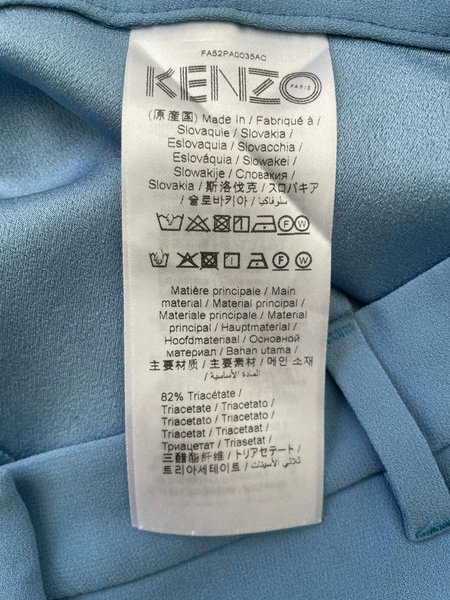 FA52PA0035AC
KENZO
PARIS
(原産国) Made in / Fabriqué à /
Slovaquie / Slovakia /
Eslovaquia / Slovacchia /
Eslováquia / Slowakei /
Slowakije / Словакия /
Slovakia / 斯洛伐克 / スロバキア
/ 슬로바키아 / سلوفاكيا /
Matière principale / Main
material / Material principal /
Materiale principale / Material
principal / Hauptmaterial /
Hoofdmateriaal / Основной
материал / Bahan utama /
主要材质 / 主要素材 / 메인 소재
/ المادة الأساسية /
82% Triacétate /
Triacetate / Triacetato /
Triacetato / Triacetato /
Triacetat / Triacetaat /
Триацетат / Triasetat /
三醋酯纤维 / トリアセテート /
트리아세테이트 / ثلاثي الأسيتات /